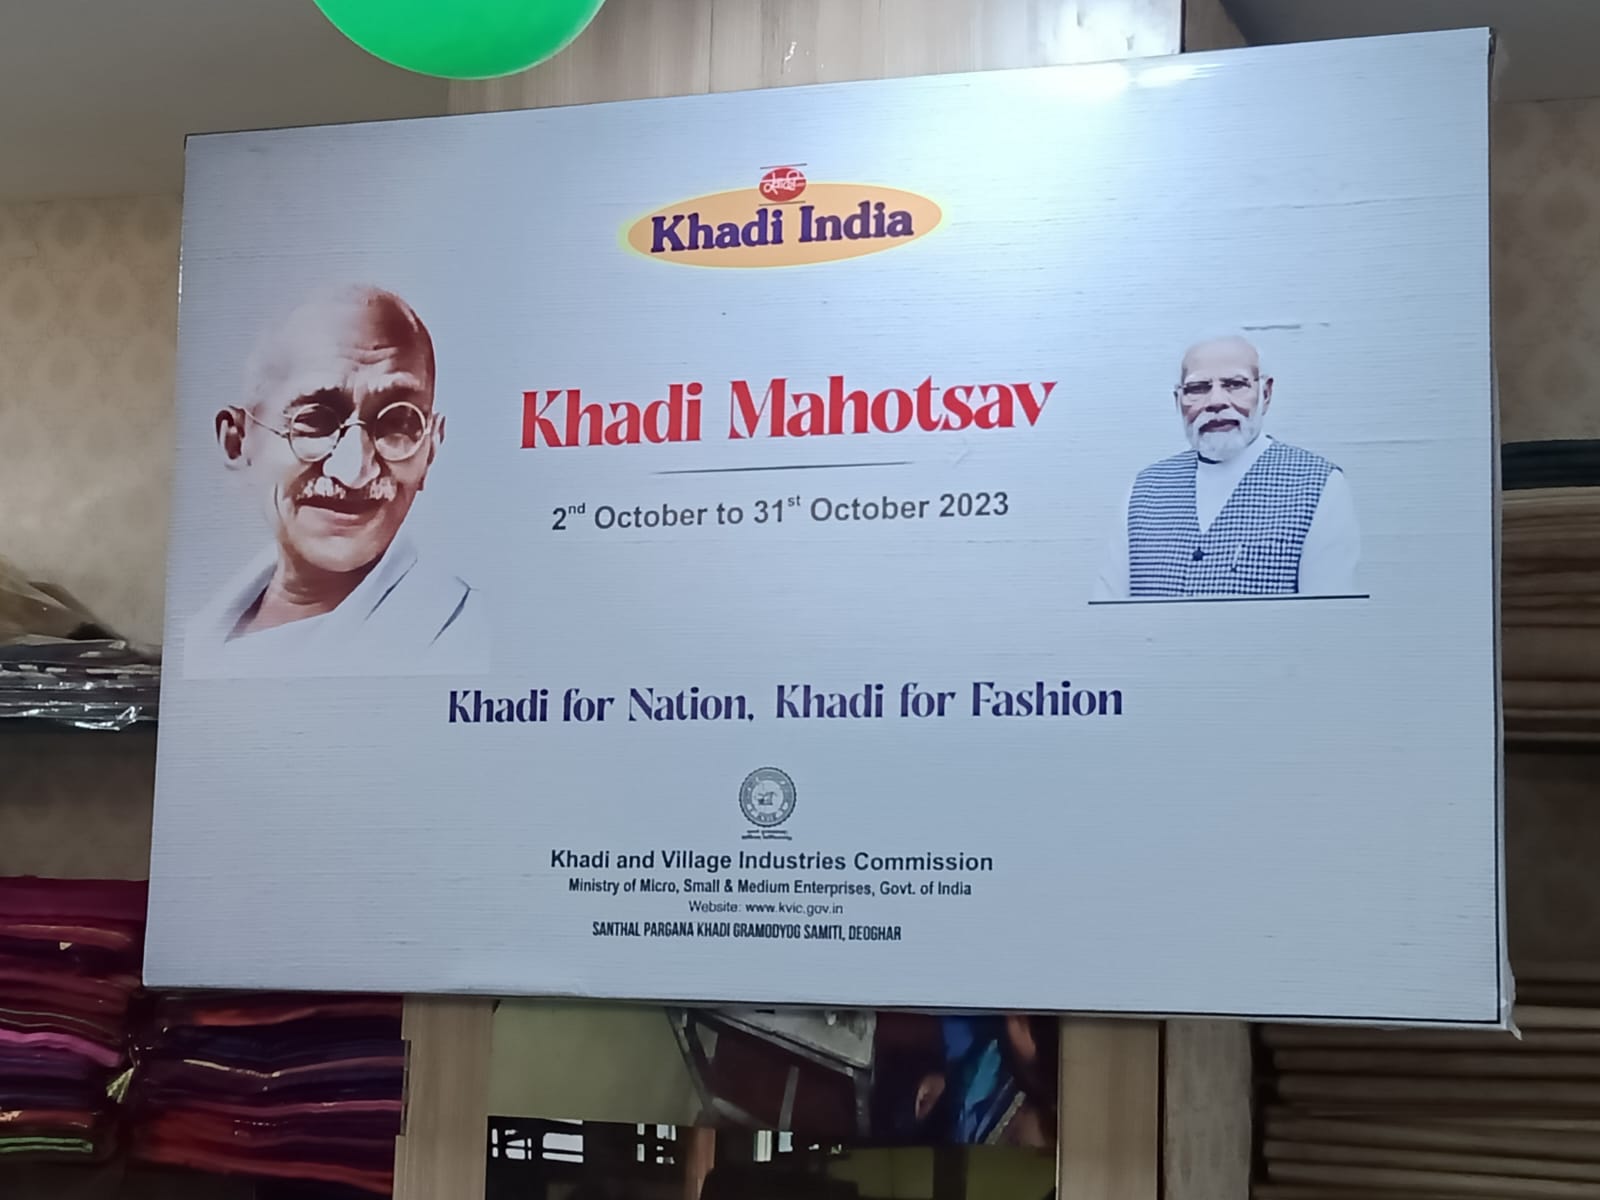 खादी
Khadi India
Khadi Mahotsav
2nd October to 31st October 2023
Khadi for Nation, Khadi for Fashion
Khadi and Village Industries Commission
Ministry of Micro, Small & Medium Enterprises, Govt. of India
Website: www.kvic.gov.in
SANTHAL PARGANA KHADI GRAMODYOG SAMITI, DEOGHAR